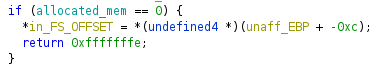 if (allocated_mem == 0) {
  *in_FS_OFFSET = *(undefined4 *)(unaff_EBP + -0xc);
  return 0xfffffffe;
}